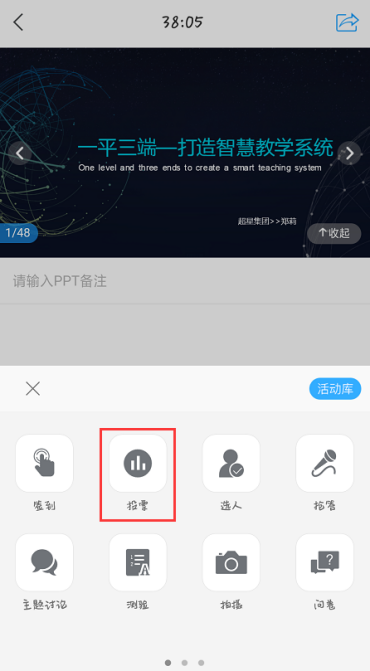 38:05
一平三端—打造智慧教学系统
One level and three ends to create a smart teaching system
超星集团>>郑莉
1/48
收起
请输入PPT备注
活动库
签到 投票 选人 抢答
主题讨论 测验 拍摄 问卷